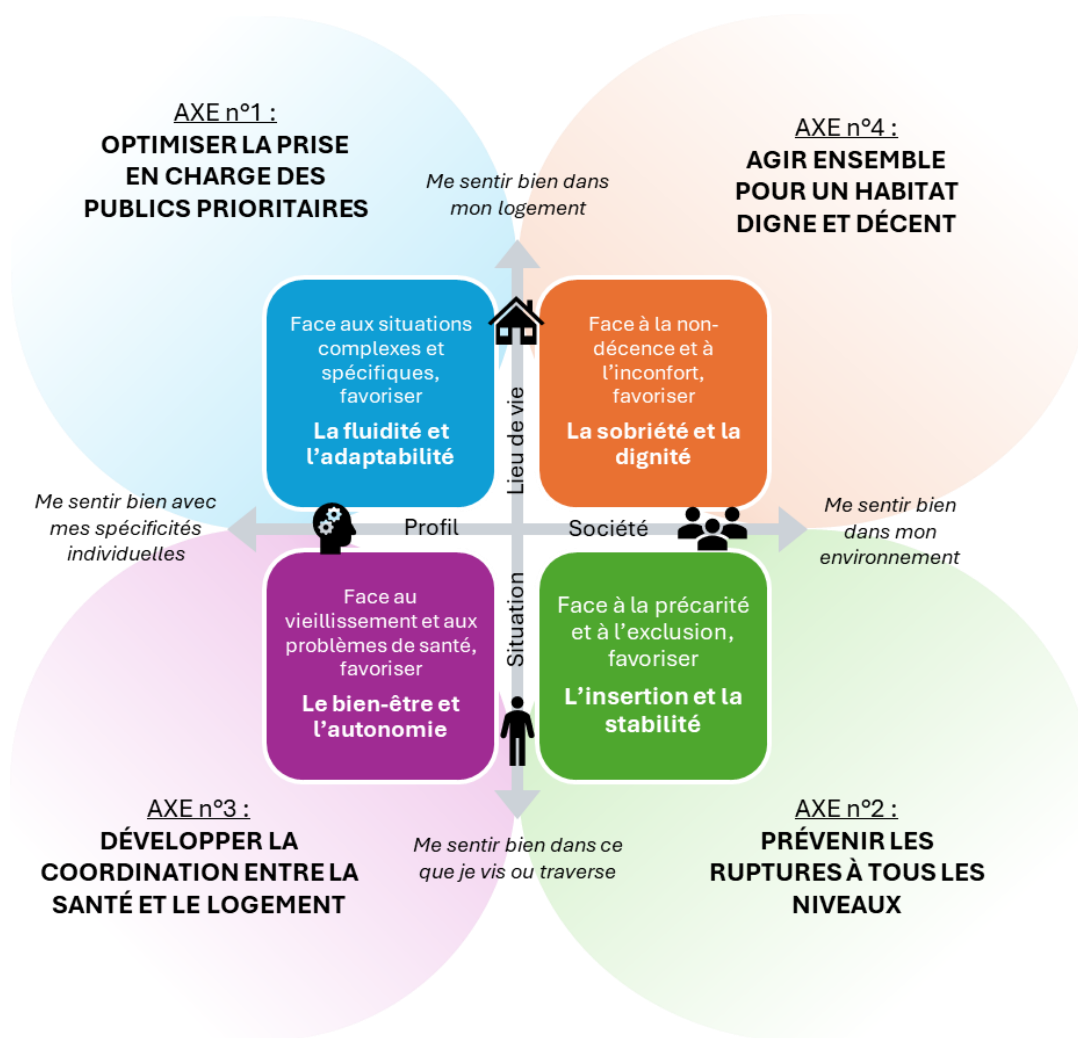 AXE n°1 :
OPTIMISER LA PRISE
EN CHARGE DES
PUBLICS PRIORITAIRES
AXE n°4 :
AGIR ENSEMBLE
POUR UN HABITAT
DIGNE ET DÉCENT
Me sentir bien dans
mon logement
Face aux situations
complexes et
spécifiques,
favoriser
La fluidité et
l’adaptabilité
Lieu de vie
Face à la non-
décence et à
l’inconfort,
favoriser
La sobriété et la
dignité
Me sentir bien avec
mes spécificités
individuelles
Profil
Société
Me sentir bien
dans mon
environnement
Face au
vieillissement et aux
problèmes de santé,
favoriser
Le bien-être et
l’autonomie
Situation
Face à la précarité
et à l’exclusion,
favoriser
L’insertion et la
stabilité
AXE n°3 :
DÉVELOPPER LA
COORDINATION ENTRE LA
SANTÉ ET LE LOGEMENT
Me sentir bien dans ce
que je vis ou traverse
AXE n°2 :
PRÉVENIR LES
RUPTURES À TOUS LES
NIVEAUX